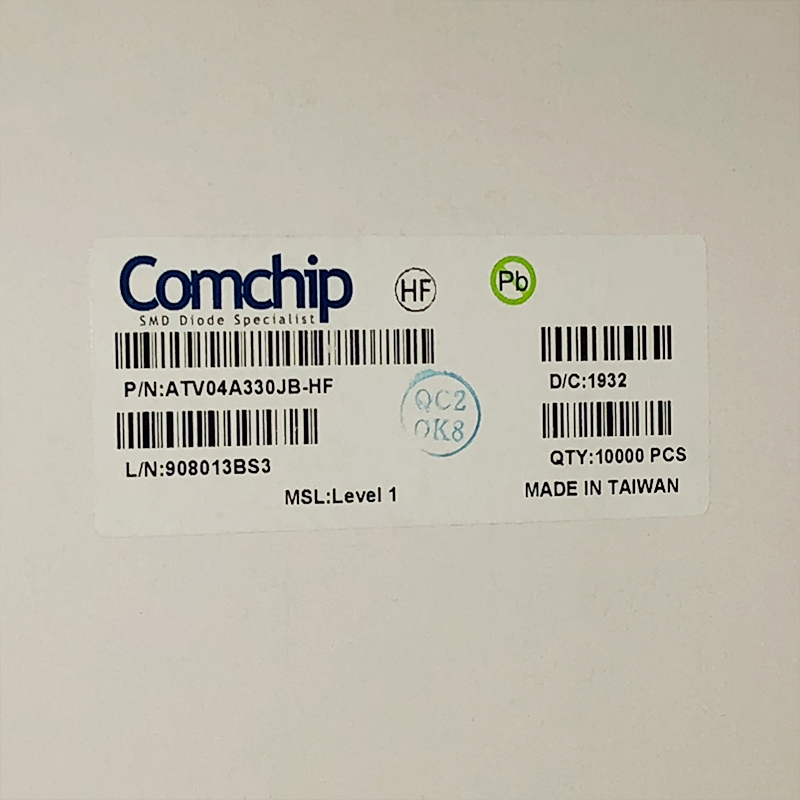 Comchip
SMD Diode Specialist
HF
Pb
P/N:ATV04A330JB-HF
D/C:1932
QC2
OK8
L/N:908013BS3
QTY:10000 PCS
MSL:Level 1
MADE IN TAIWAN